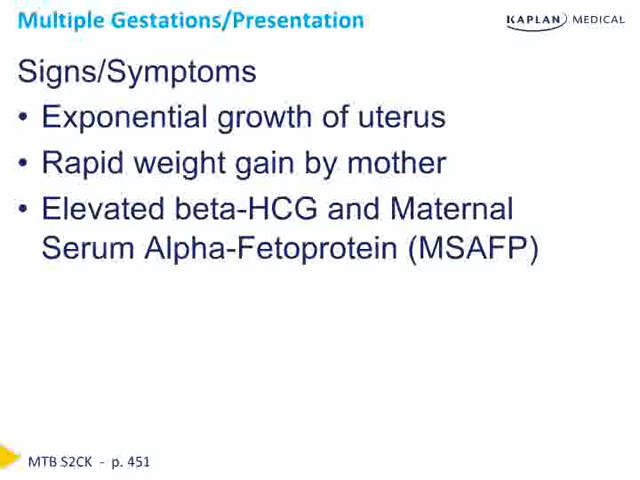 Multiple Gestations/Presentation
KAPLAN MEDICAL
Signs/Symptoms
• Exponential growth of uterus
• Rapid weight gain by mother
• Elevated beta-HCG and Maternal
Serum Alpha-Fetoprotein (MSAFP)
MTB S2CK - p. 451